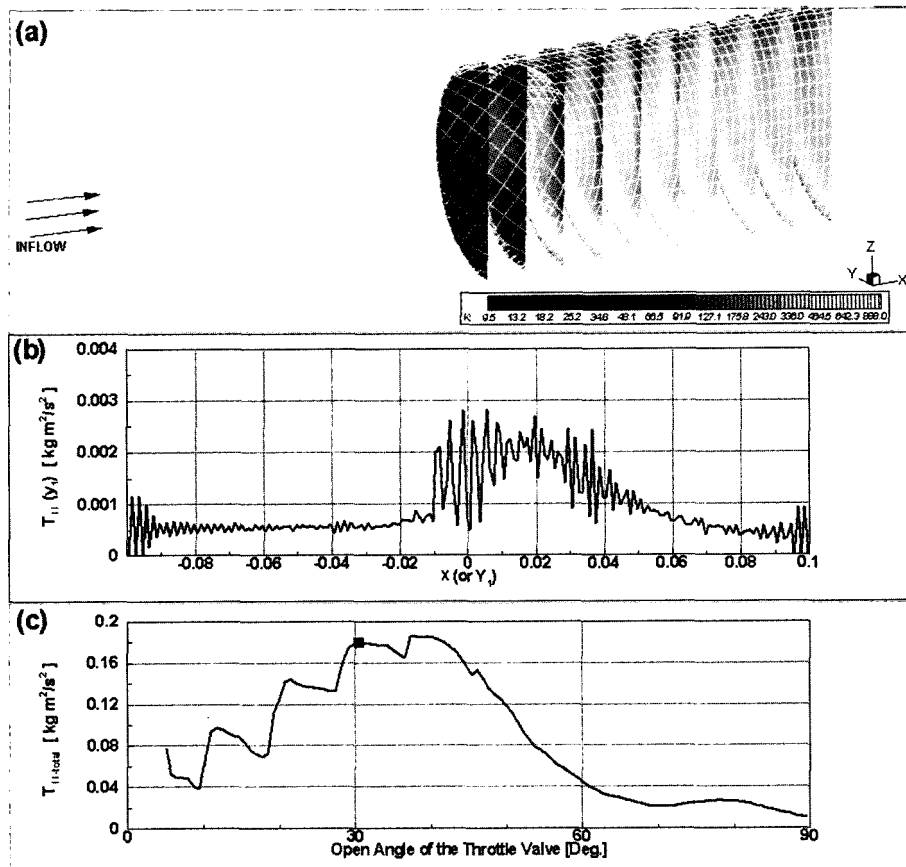 (a)
INFLOW
Z
Y
X
K: 9.5 13.2 18.2 25.2 34.8 48.1 66.5 91.9 127.1 175.8 243.0 336.0 464.5 642.3 888.0
(b)
0.004
0.003
0.002
0.001
0
T₁₁ (y₁) [ kg m²/s² ]
-0.08 -0.06 -0.04 -0.02 0 0.02 0.04 0.06 0.08 0.1
X (or Y₁)
(c)
0.2
0.16
0.12
0.08
0.04
0
T₁₁₋total [ kg m²/s² ]
0 30 60 90
Open Angle of the Throttle Valve [Deg.]